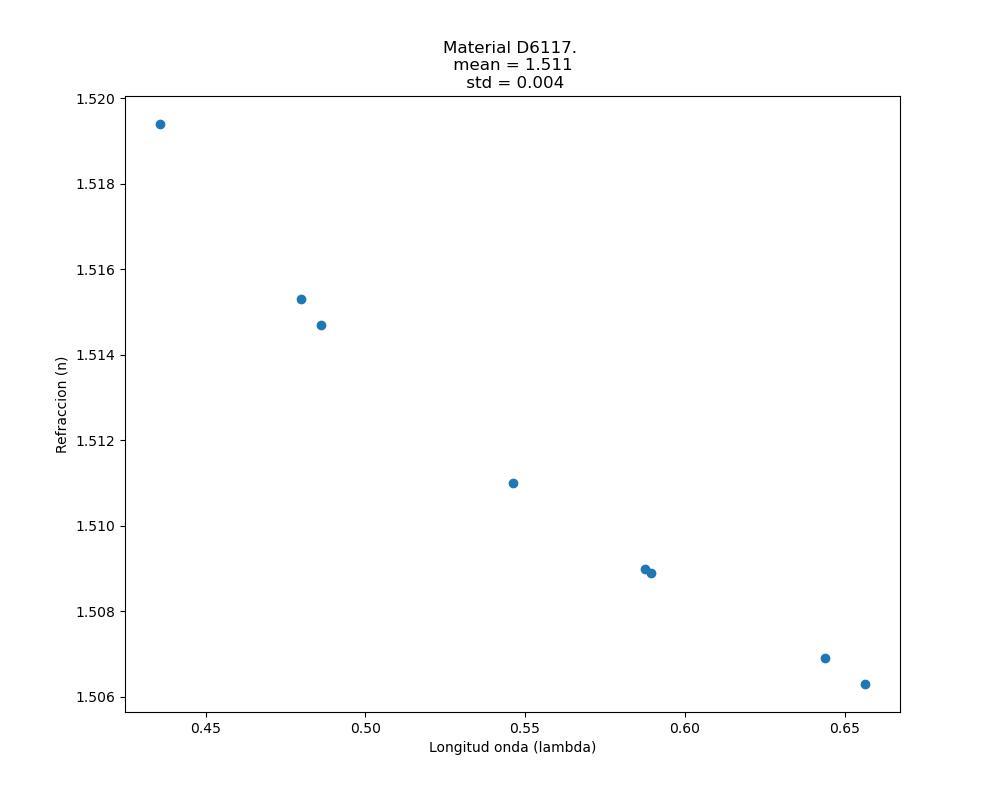 Material D6117.
mean = 1.511
std = 0.004
1.520
1.518
1.516
1.514
1.512
1.510
1.508
1.506
Refraccion (n)
0.45 0.50 0.55 0.60 0.65
Longitud onda (lambda)